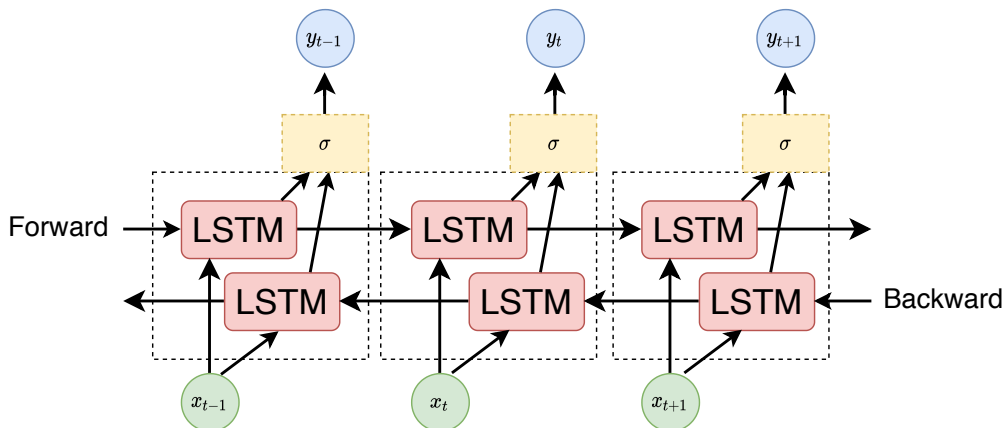 y_{t-1} y_t y_{t+1}
σ σ σ
Forward LSTM LSTM LSTM
LSTM LSTM LSTM Backward
x_{t-1} x_t x_{t+1}